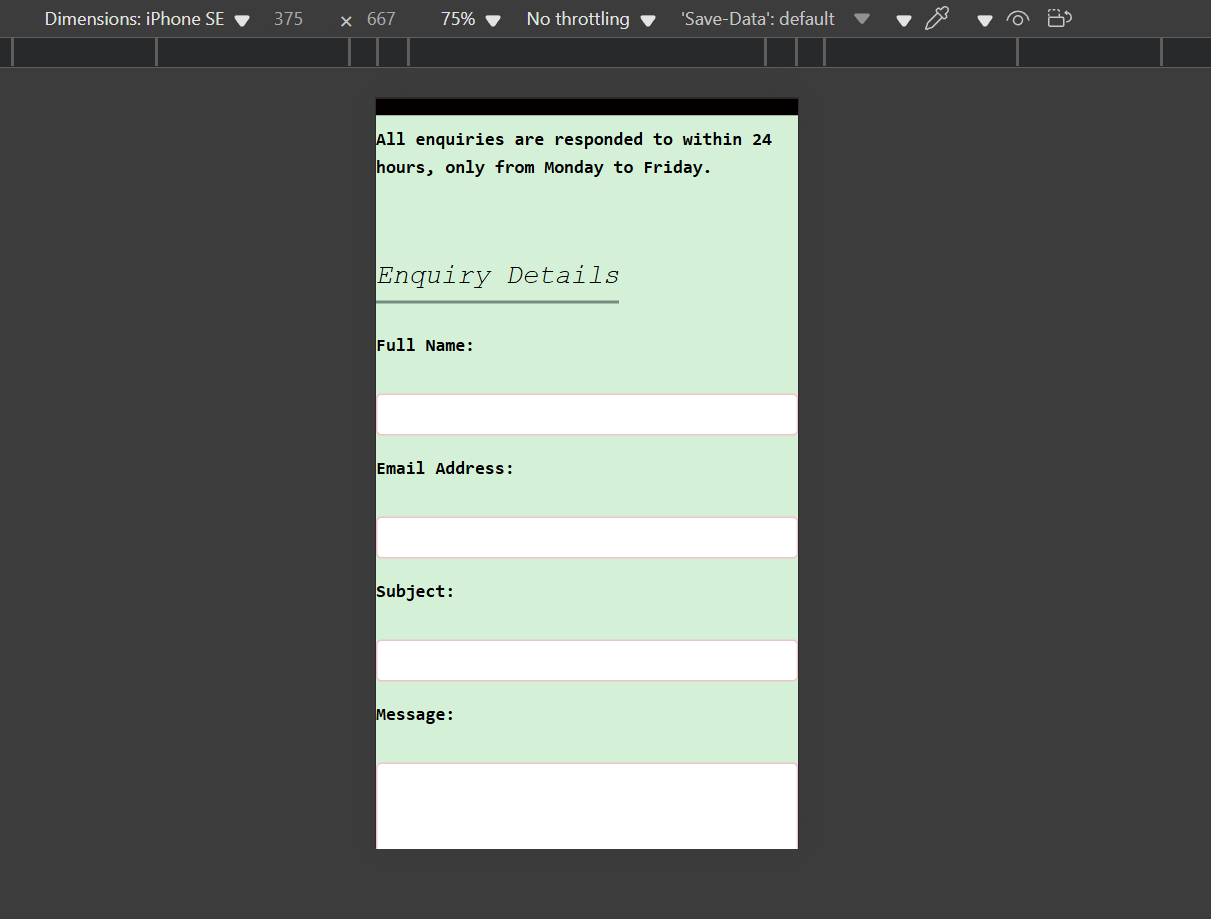 Dimensions: iPhone SE 375 × 667 75% No throttling 'Save-Data': default
All enquiries are responded to within 24
hours, only from Monday to Friday.
Enquiry Details
Full Name:
Email Address:
Subject:
Message: